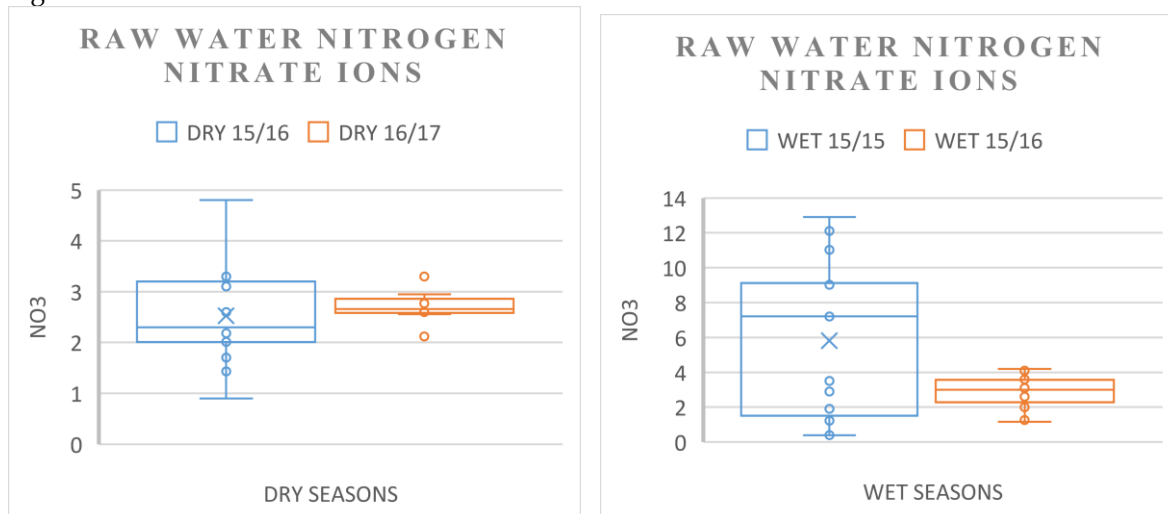 RAW WATER NITROGEN
NITRATE IONS
DRY 15/16 DRY 16/17
5
4
3
2
1
0
NO3
DRY SEASONS
RAW WATER NITROGEN
NITRATE IONS
WET 15/15 WET 15/16
14
12
10
8
6
4
2
0
NO3
WET SEASONS